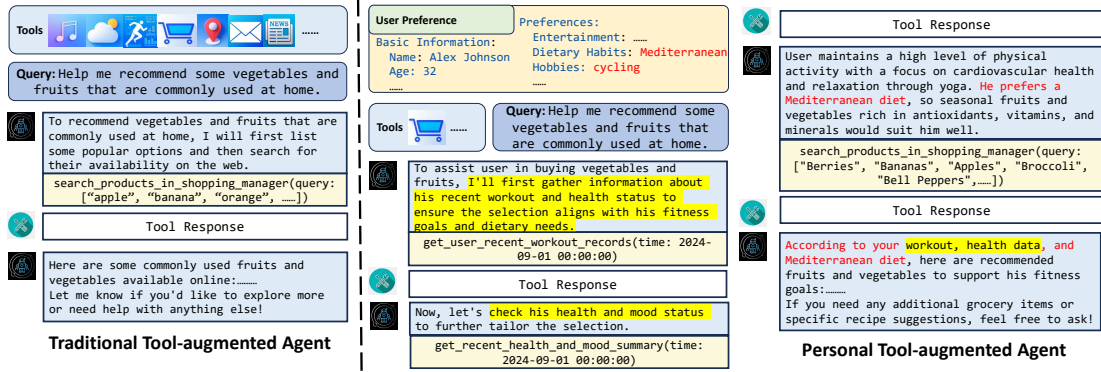 Tools
NEWS
......
Query: Help me recommend some vegetables and
fruits that are commonly used at home.
To recommend vegetables and fruits that are
commonly used at home, I will first list
some popular options and then search for
their availability on the web.
search_products_in_shopping_manager(query:
[“apple”, “banana”, “orange”, ……])
Tool Response
Here are some commonly used fruits and
vegetables available online:………
Let me know if you'd like to explore more
or need help with anything else!
Traditional Tool-augmented Agent
User Preference
Basic Information:
Name: Alex Johnson
Age: 32
……
Preferences:
Entertainment: ……
Dietary Habits: Mediterranean
Hobbies: cycling
……
Tools
......
Query: Help me recommend some
vegetables and fruits that
are commonly used at home.
To assist user in buying vegetables and
fruits, I'll first gather information about
his recent workout and health status to
ensure the selection aligns with his fitness
goals and dietary needs.
get_user_recent_workout_records(time: 2024-
09-01 00:00:00)
Tool Response
Now, let's check his health and mood status
to further tailor the selection.
get_recent_health_and_mood_summary(time:
2024-09-01 00:00:00)
Tool Response
User maintains a high level of physical
activity with a focus on cardiovascular health
and relaxation through yoga. He prefers a
Mediterranean diet, so seasonal fruits and
vegetables rich in antioxidants, vitamins, and
minerals would suit him well.
search_products_in_shopping_manager(query:
["Berries", "Bananas", "Apples", "Broccoli",
"Bell Peppers",……])
Tool Response
According to your workout, health data, and
Mediterranean diet, here are recommended
fruits and vegetables to support his fitness
goals:………
If you need any additional grocery items or
specific recipe suggestions, feel free to ask!
Personal Tool-augmented Agent